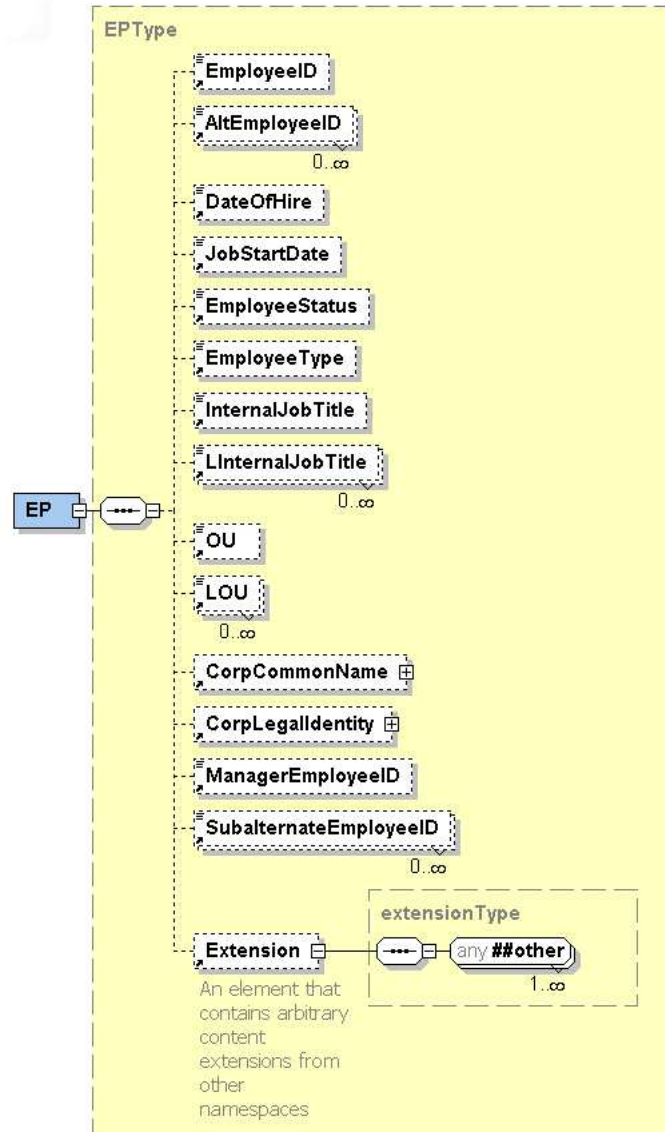 EPType
EmployeeID
AltEmployeeID
0..∞
DateOfHire
JobStartDate
EmployeeStatus
EmployeeType
InternalJobTitle
LInternalJobTitle
0..∞
EP
OU
LOU
0..∞
CorpCommonName
CorpLegalIdentity
ManagerEmployeeID
SubalternateEmployeeID
0..∞
extensionType
Extension
any ##other
1..∞
An element that
contains arbitrary
content
extensions from
other
namespaces